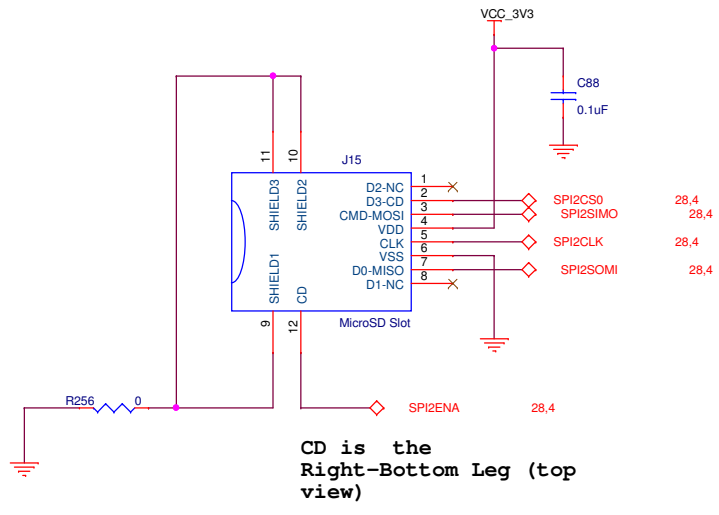 VCC_3V3
C88
0.1uF
J15
11
10
SHIELD3
SHIELD2
SHIELD1
CD
D2-NC 1
D3-CD 2
CMD-MOSI 3
VDD 4
CLK 5
VSS 6
D0-MISO 7
D1-NC 8
SPI2CS0 28,4
SPI2SIMO 28,4
SPI2CLK 28,4
SPI2SOMI 28,4
9
12
MicroSD Slot
R256 0
SPI2ENA 28,4
CD is the
Right-Bottom Leg (top
view)